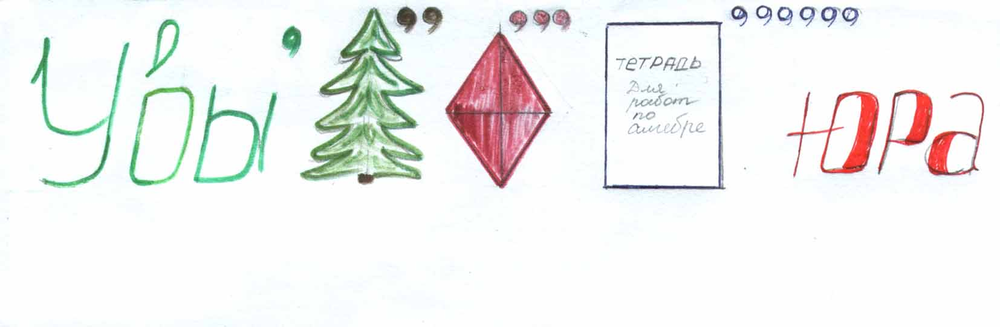 Увы , ,, ,,, ,,,,,, Юра
ТЕТРАДЬ
Для
работ
по
алгебре